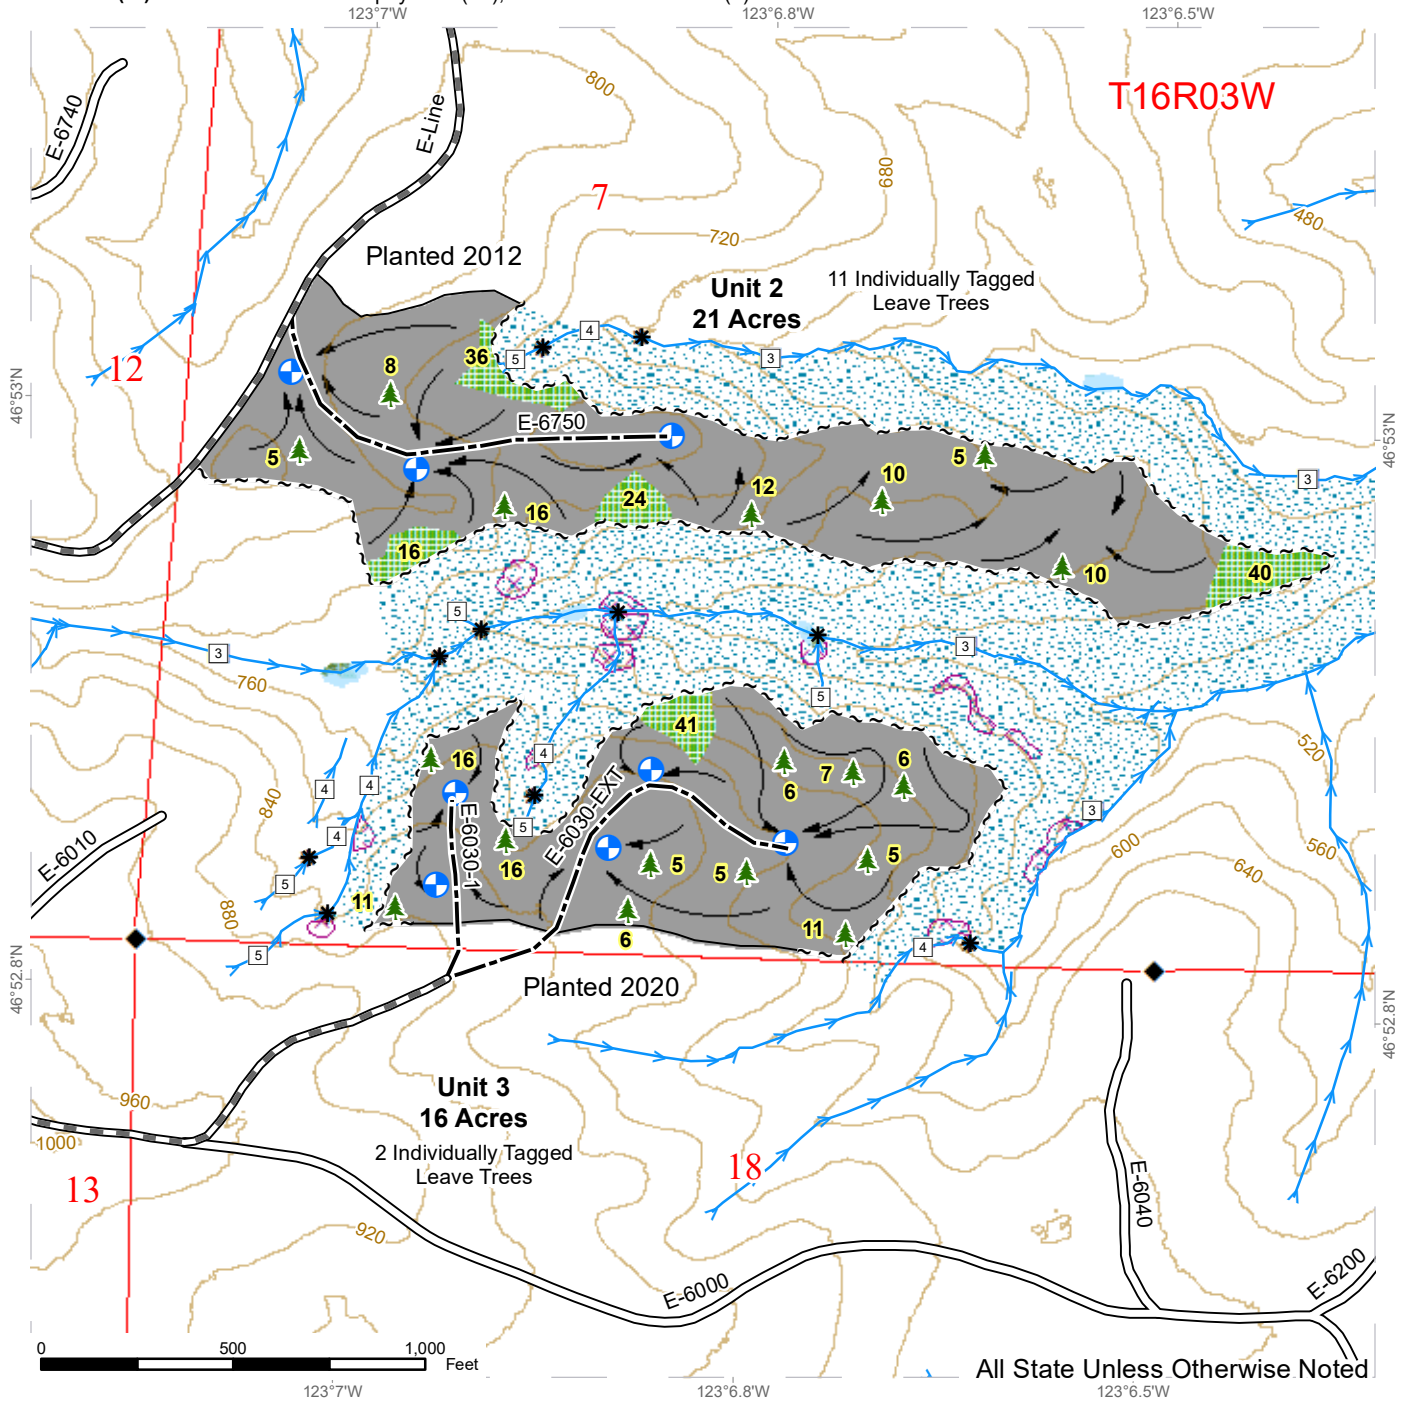 123°7'W
123°6.8'W
123°6.5'W
T16R03W
E-6740
E-Line
800
680
7
480
720
Planted 2012
Unit 2
21 Acres
11 Individually Tagged
Leave Trees
12
46°53'N
46°53'N
4
5
3
36
8
E-6750
5
5
10
12
16
24
3
16
10
40
5
3
3
760
5
41
16
4
6
7
6
520
4
4
840
E-6030-1
E-6030-EXT
3
4
5
E-6010
16
5
5
5
600
560
640
5
11
880
6
11
4
5
46°52.8'N
46°52.8'N
Planted 2020
Unit 3
16 Acres
2 Individually Tagged
Leave Trees
960
1000
13
18
E-6040
920
E-6000
E-6200
0
500
1,000
Feet
All State Unless Otherwise Noted
123°7'W
123°6.8'W
123°6.5'W